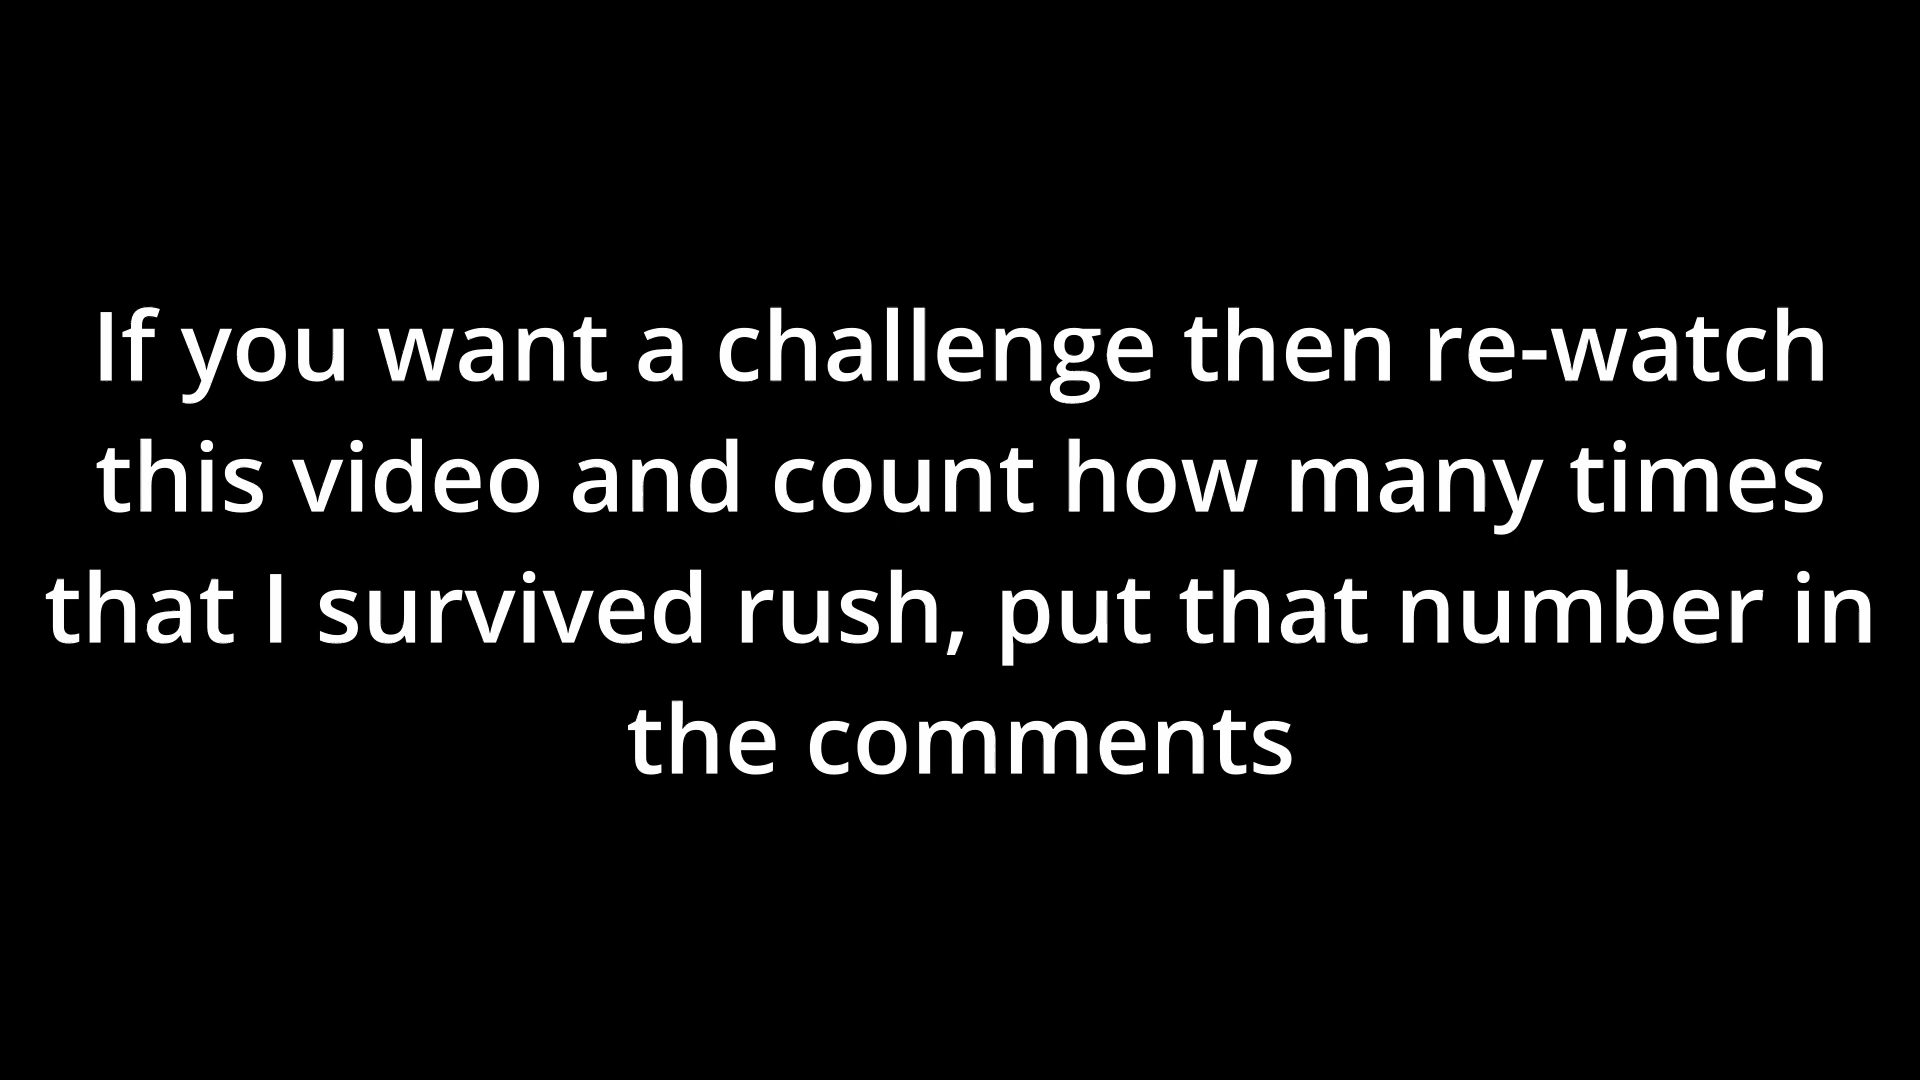 If you want a challenge then re-watch
this video and count how many times
that I survived rush, put that number in
the comments